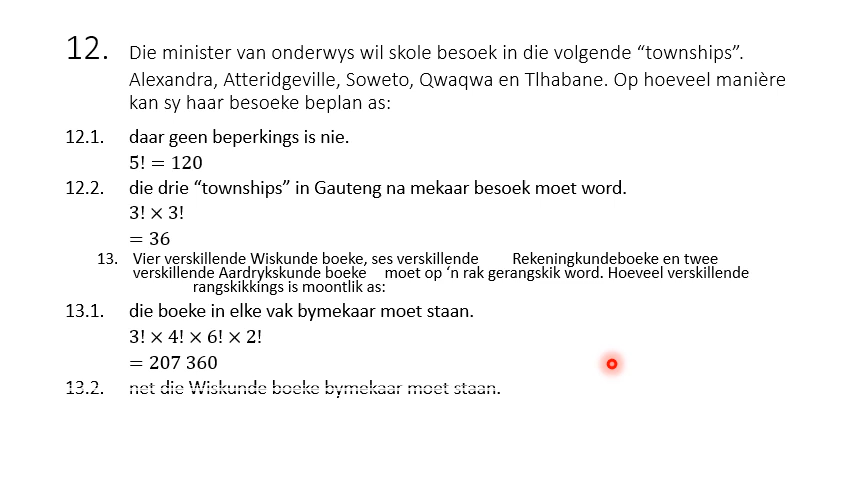 12. Die minister van onderwys wil skole besoek in die volgende “townships”.
Alexandra, Atteridgeville, Soweto, Qwaqwa en Tlhabane. Op hoeveel manière
kan sy haar besoeke beplan as:
12.1. daar geen beperkings is nie.
5! = 120
12.2. die drie “townships” in Gauteng na mekaar besoek moet word.
3! × 3!
= 36
13. Vier verskillende Wiskunde boeke, ses verskillende Rekeningkundeboeke en twee
verskillende Aardrykskunde boeke moet op ‘n rak gerangskik word. Hoeveel verskillende
rangskikkings is moontlik as:
13.1. die boeke in elke vak bymekaar moet staan.
3! × 4! × 6! × 2!
= 207 360
13.2. net die Wiskunde boeke bymekaar moet staan.